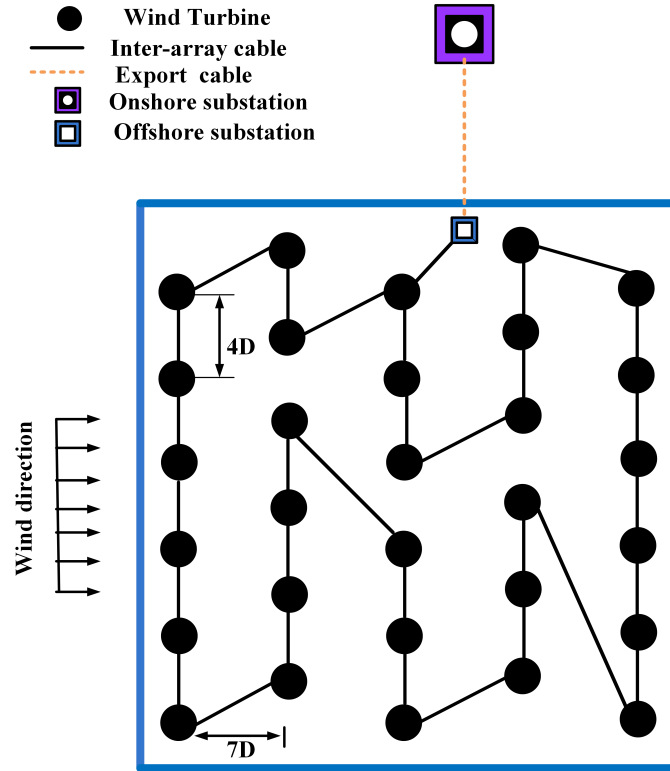 Wind Turbine
Inter-array cable
Export cable
Onshore substation
Offshore substation
4D
Wind direction
7D